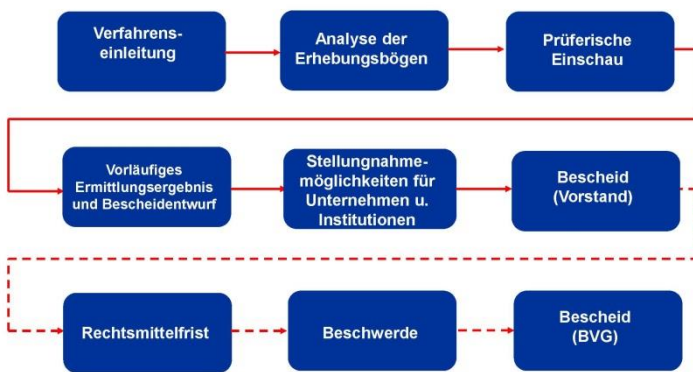 Verfahrens-
einleitung
Analyse der
Erhebungsbögen
Prüferische
Einschau
Vorläufiges
Ermittlungsergebnis
und Bescheidentwurf
Stellungnahme-
möglichkeiten für
Unternehmen u.
Institutionen
Bescheid
(Vorstand)
Rechtsmittelfrist
Beschwerde
Bescheid
(BVG)